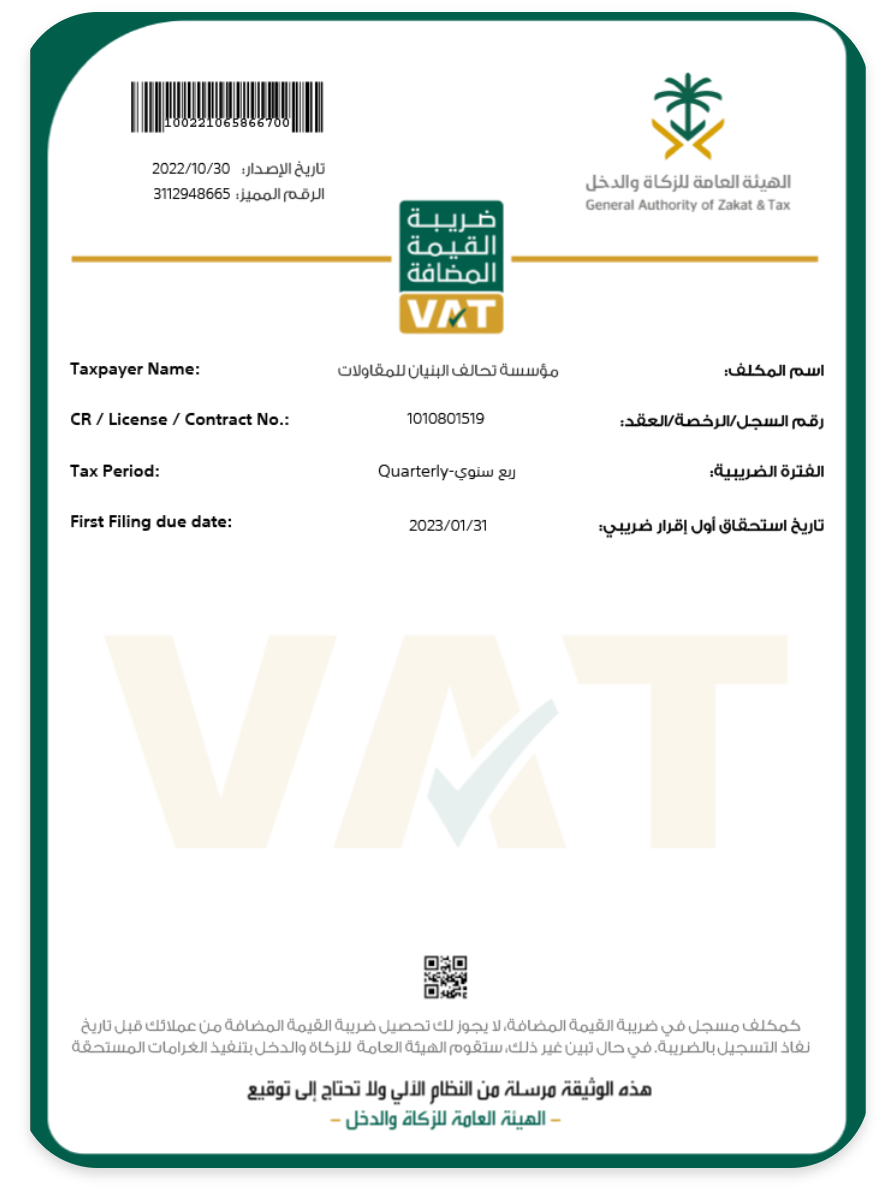 100221065866700
تاريخ الإصدار: 2022/10/30
الرقم المميز: 3112948665
الهيئة العامة للزكاة والدخل
General Authority of Zakat & Tax
ضريبة
القيمة
المضافة
VAT
Taxpayer Name: مؤسسة تحالف البنيان للمقاولات اسم المكلف:
CR / License / Contract No.: 1010801519 رقم السجل/الرخصة/العقد:
Tax Period: ربع سنوي-Quarterly الفترة الضريبية:
First Filing due date: 2023/01/31 تاريخ استحقاق أول إقرار ضريبي:
VAT
كمكلف مسجل في ضريبة القيمة المضافة، لا يجوز لك تحصيل ضريبة القيمة المضافة من عملائك قبل تاريخ
نفاذ التسجيل بالضريبة. في حال تبين غير ذلك، ستقوم الهيئة العامة للزكاة والدخل بتنفيذ الغرامات المستحقة
هذه الوثيقة مرسلة من النظام الآلي ولا تحتاج إلى توقيع
– الهيئة العامة للزكاة والدخل –